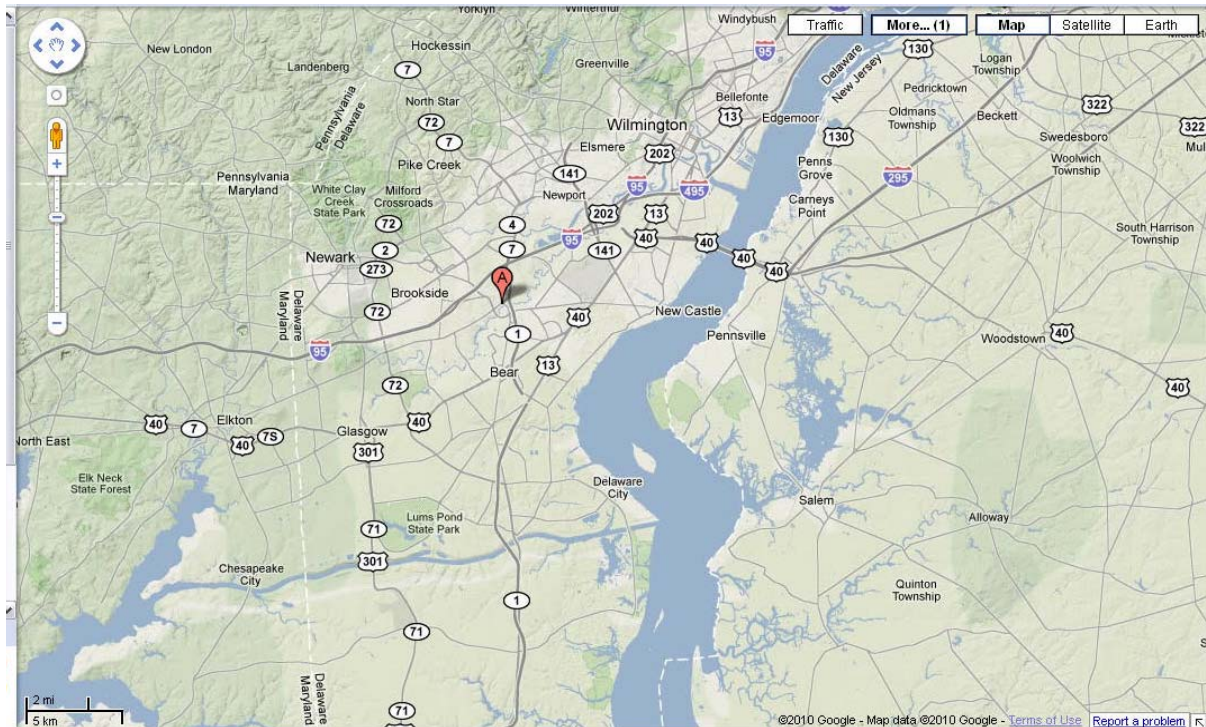 Yorklyn
Winterthur
Windybush
Traffic
More... (1)
Map
Satellite
Earth
New London
Hockessin
95
Delaware
New Jersey
130
Logan
Township
Landenberg
7
Greenville
Pedricktown
Pennsylvania
Delaware
North Star
Bellefonte
13
Edgemoor
Oldmans
Township
Beckett
322
72
7
Wilmington
Elsmere
202
130
Swedesboro
322
Mul
Pike Creek
Woolwich
Township
Penns
Grove
Pennsylvania
Maryland
White Clay
Creek
State Park
Milford
Crossroads
141
Newport
95
495
295
Carneys
Point
72
4
202
13
South Harrison
Township
2
7
95
141
40
40
40
40
Newark
273
A
Brookside
Delaware
Maryland
72
1
40
New Castle
Pennsville
Woodstown
40
95
Bear
13
72
40
40
7
Elkton
40
7S
Glasgow
40
301
North East
Elk Neck
State Forest
Delaware
City
Salem
Alloway
Lums Pond
State Park
71
301
Chesapeake
City
Quinton
Township
1
71
Delaware
Maryland
71
2 mi
5 km
©2010 Google - Map data ©2010 Google - Terms of Use
Report a problem